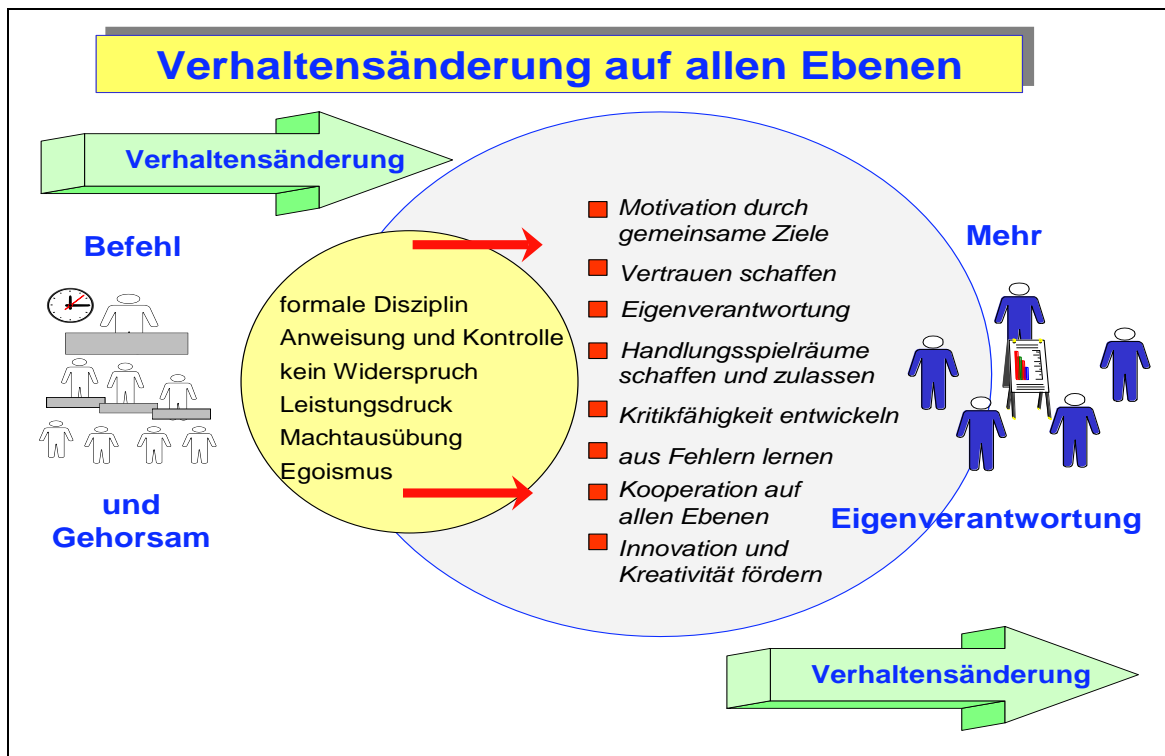 Verhaltensänderung auf allen Ebenen
Verhaltensänderung
Befehl
und
Gehorsam
formale Disziplin
Anweisung und Kontrolle
kein Widerspruch
Leistungsdruck
Machtausübung
Egoismus
Motivation durch
gemeinsame Ziele
Vertrauen schaffen
Eigenverantwortung
Handlungsspielräume
schaffen und zulassen
Kritikfähigkeit entwickeln
aus Fehlern lernen
Kooperation auf
allen Ebenen
Innovation und
Kreativität fördern
Mehr
Eigenverantwortung
Verhaltensänderung